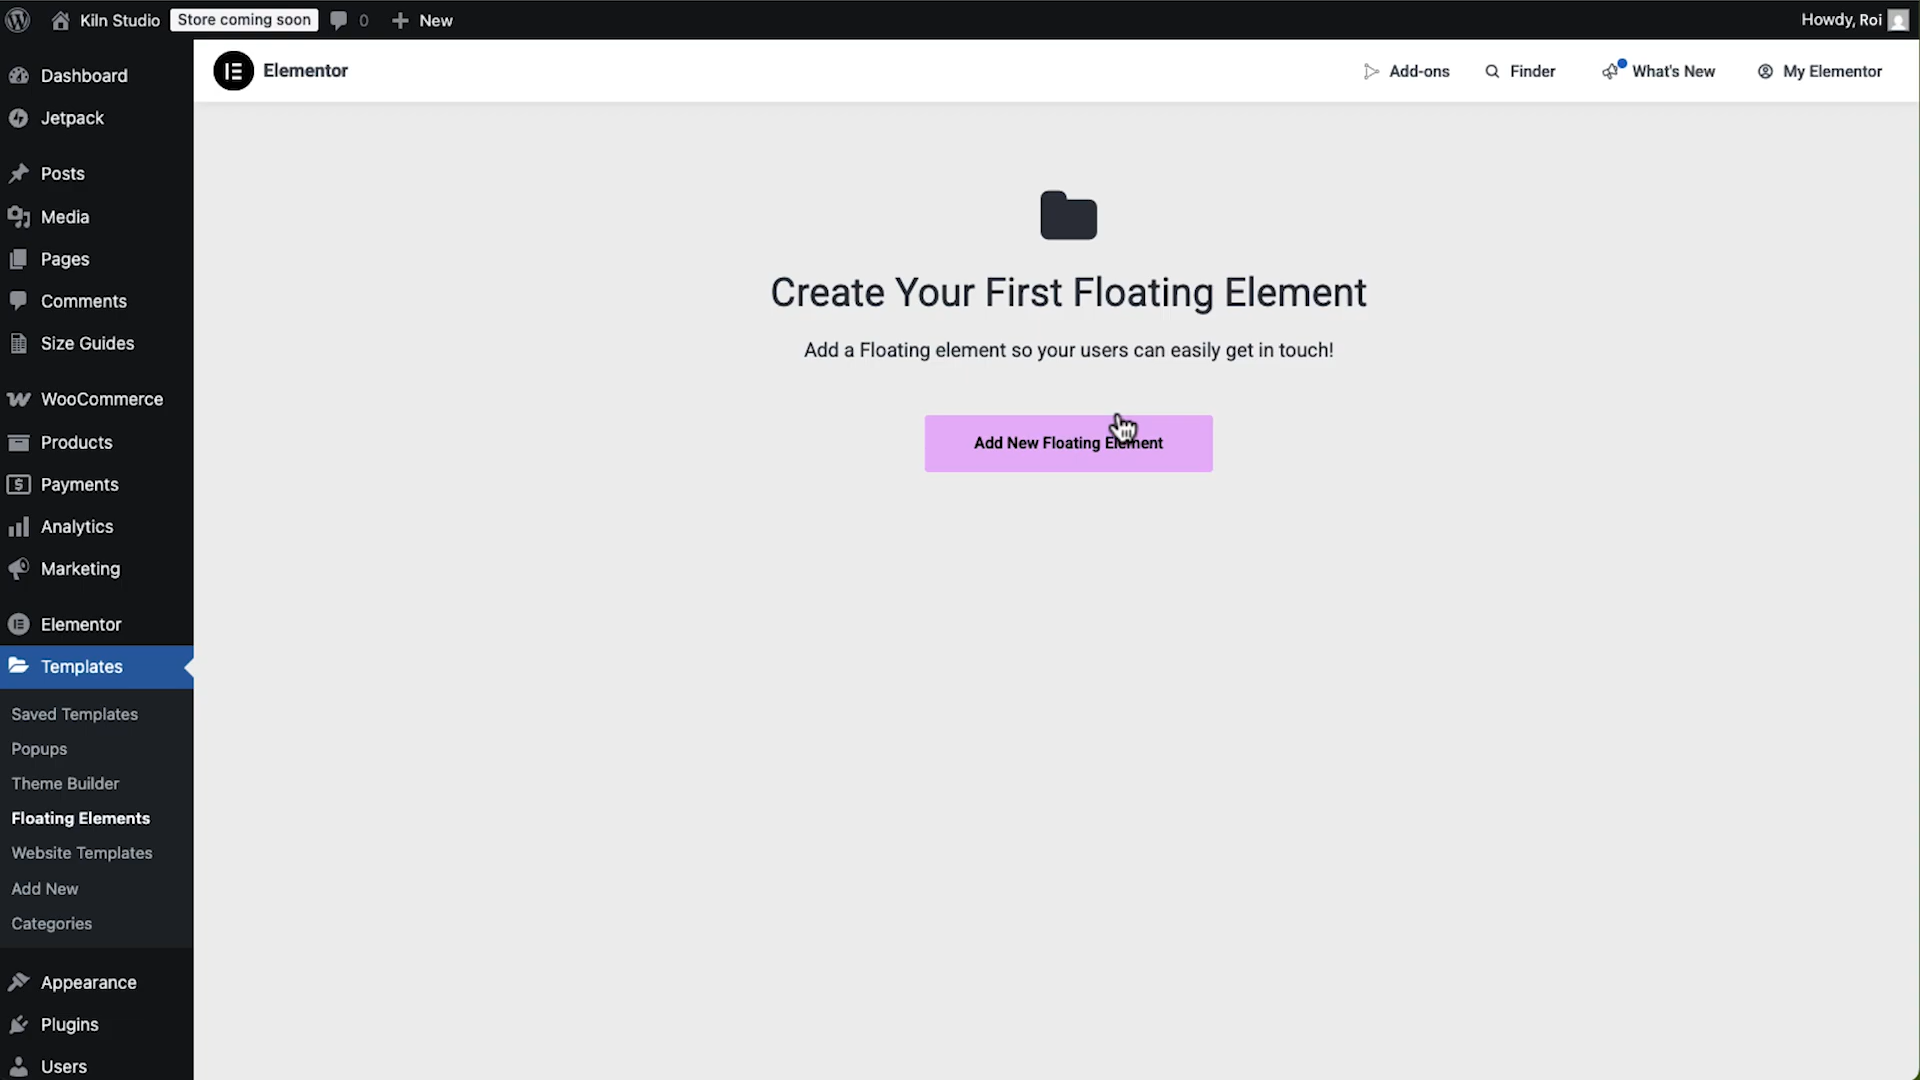 Kiln Studio
Store coming soon
0
New
Howdy, Roi
Dashboard
Jetpack
Posts
Media
Pages
Comments
Size Guides
WooCommerce
Products
Payments
Analytics
Marketing
Elementor
Templates
Saved Templates
Popups
Theme Builder
Floating Elements
Website Templates
Add New
Categories
Appearance
Plugins
Users
Elementor
Add-ons
Finder
What's New
My Elementor
Create Your First Floating Element
Add a Floating element so your users can easily get in touch!
Add New Floating Element